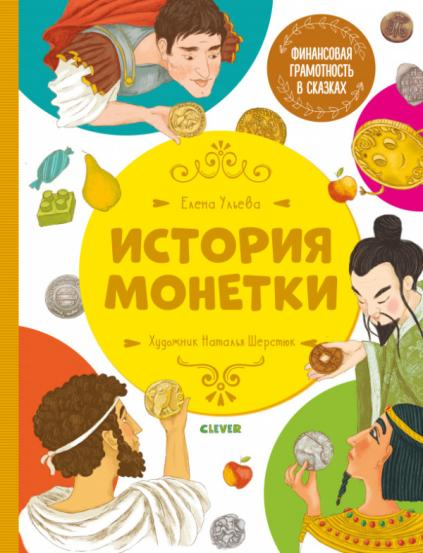 ФИНАНСОВАЯ
ГРАМОТНОСТЬ
В СКАЗКАХ
Елена Ульева
ИСТОРИЯ
МОНЕТКИ
Художник Наталья Шерстюк
CLEVER